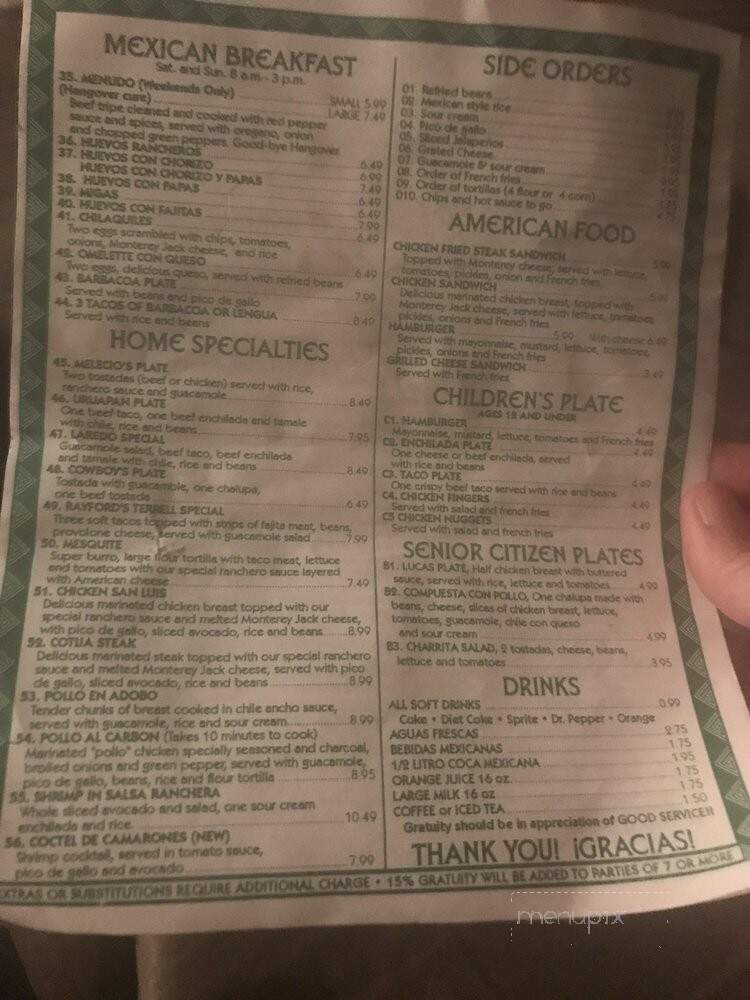 MEXICAN BREAKFAST
Sat. and Sun. 8 a.m. - 3 p.m.
35. MENUDO (Weekends Only)
(Hangover cure) SMALL 5.99
LARGE 7.49
Beef tripe cleaned and cooked with red pepper
sauce and spices, served with oregano, onion
and chopped green peppers. Good-bye Hangover
36. HUEVOS RANCHEROS 6.49
37. HUEVOS CON CHORIZO 6.99
HUEVOS CON CHORIZO Y PAPAS 7.49
38. HUEVOS CON PAPAS 6.49
39. MIGAS 6.49
40. HUEVOS CON FAJITAS 7.99
41. CHILAQUILES 6.49
Two eggs scrambled with chips, tomatoes,
onions, Monterey Jack cheese, and rice
42. OMELETTE CON QUESO 6.49
Two eggs, delicious queso, served with refried beans
43. BARBACOA PLATE 7.99
Served with beans and pico de gallo
44. 3 TACOS OF BARBACOA OR LENGUA 8.49
Served with rice and beans
HOME SPECIALTIES
45. MELECIO'S PLATE
Two tostadas (beef or chicken) served with rice,
ranchero sauce and guacamole 8.49
46. URUAPAN PLATE
One beef taco, one beef enchilada and tamale
with chile, rice and beans 7.95
47. LAREDO SPECIAL
Guacamole salad, beef taco, beef enchilada
and tamale with chile, rice and beans 8.49
48. COWBOY'S PLATE
Tostada with guacamole, one chalupa,
one beef tostada 6.49
49. RAYFORD'S TERRELL SPECIAL
Three soft tacos topped with strips of fajita meat, beans,
provolone cheese, served with guacamole salad 7.99
50. MESQUITE
Super burro, large flour tortilla with taco meat, lettuce
and tomatoes with our special ranchero sauce layered
with American cheese 7.49
51. CHICKEN SAN LUIS
Delicious marinated chicken breast topped with our
special ranchero sauce and melted Monterey Jack cheese,
with pico de gallo, sliced avocado, rice and beans 8.99
52. COTIJA STEAK
Delicious marinated steak topped with our special ranchero
sauce and melted Monterey Jack cheese, served with pico
de gallo, sliced avocado, rice and beans 8.99
53. POLLO EN ADOBO
Tender chunks of breast cooked in chile ancho sauce,
served with guacamole, rice and sour cream 8.99
54. POLLO AL CARBON (Takes 10 minutes to cook)
Marinated "pollo" chicken specially seasoned and charcoal,
broiled onions and green pepper, served with guacamole,
pico de gallo, beans, rice and flour tortilla 8.95
55. SHRIMP IN SALSA RANCHERA
Whole sliced avocado and salad, one sour cream
enchilada and rice 10.49
56. COCTEL DE CAMARONES (NEW)
Shrimp cocktail, served in tomato sauce,
pico de gallo and avocado 7.99
SIDE ORDERS
01. Refried beans
02. Mexican style rice
03. Sour cream
04. Pico de gallo
05. Sliced Jalapeños
06. Grated Cheese
07. Guacamole & sour cream
08. Order of French fries
09. Order of tortillas (4 flour or 4 corn)
010. Chips and hot sauce to go
AMERICAN FOOD
CHICKEN FRIED STEAK SANDWICH 5.99
Topped with Monterey cheese, served with lettuce,
tomatoes, pickles, onion and French fries
CHICKEN SANDWICH 5.99
Delicious marinated chicken breast, topped with
Monterey Jack cheese, served with lettuce, tomatoes,
pickles, onions and French fries
HAMBURGER 5.99 With cheese 6.49
Served with mayonnaise, mustard, lettuce, tomatoes,
pickles, onions and French fries
GRILLED CHEESE SANDWICH 3.49
Served with French fries
CHILDREN'S PLATE
AGES 12 AND UNDER
C1. HAMBURGER 4.49
Mayonnaise, mustard, lettuce, tomatoes and French fries
C2. ENCHILADA PLATE 4.49
One cheese or beef enchilada, served
with rice and beans
C3. TACO PLATE 4.49
One crispy beef taco served with rice and beans
C4. CHICKEN FINGERS 4.49
Served with salad and french fries
C5 CHICKEN NUGGETS 4.49
Served with salad and french fries
SENIOR CITIZEN PLATES
B1. LUCAS PLATE, Half chicken breast with buttered
sauce, served with rice, lettuce and tomatoes 4.99
B2. COMPUESTA CON POLLO, One chalupa made with
beans, cheese, slices of chicken breast, lettuce,
tomatoes, guacamole, chile con queso
and sour cream 4.99
B3. CHARRITA SALAD, 2 tostadas, cheese, beans,
lettuce and tomatoes 3.95
DRINKS
ALL SOFT DRINKS 0.99
Coke • Diet Coke • Sprite • Dr. Pepper • Orange
AGUAS FRESCAS 2.75
BEBIDAS MEXICANAS 1.75
1/2 LITRO COCA MEXICANA 1.95
ORANGE JUICE 16 oz. 1.75
LARGE MILK 16 oz 1.75
COFFEE or ICED TEA 1.50
Gratuity should be in appreciation of GOOD SERVICE!!
THANK YOU! ¡GRACIAS!
EXTRAS OR SUBSTITUTIONS REQUIRE ADDITIONAL CHARGE • 15% GRATUITY WILL BE ADDED TO PARTIES OF 7 OR MORE
menupix